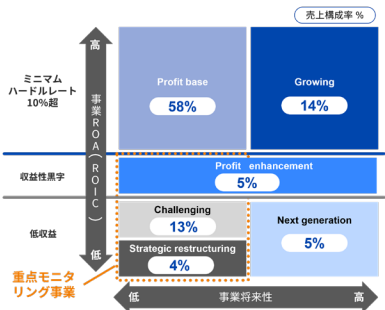 売上構成率 %
高
ミニマム
ハードルレート
10%超
Profit base
58%
Growing
14%
事業ROA(ROIC)
収益性黒字
Profit enhancement
5%
低収益
Challenging
13%
Next generation
5%
Strategic restructuring
4%
低
重点モニタ
リング事業
低
事業将来性
高